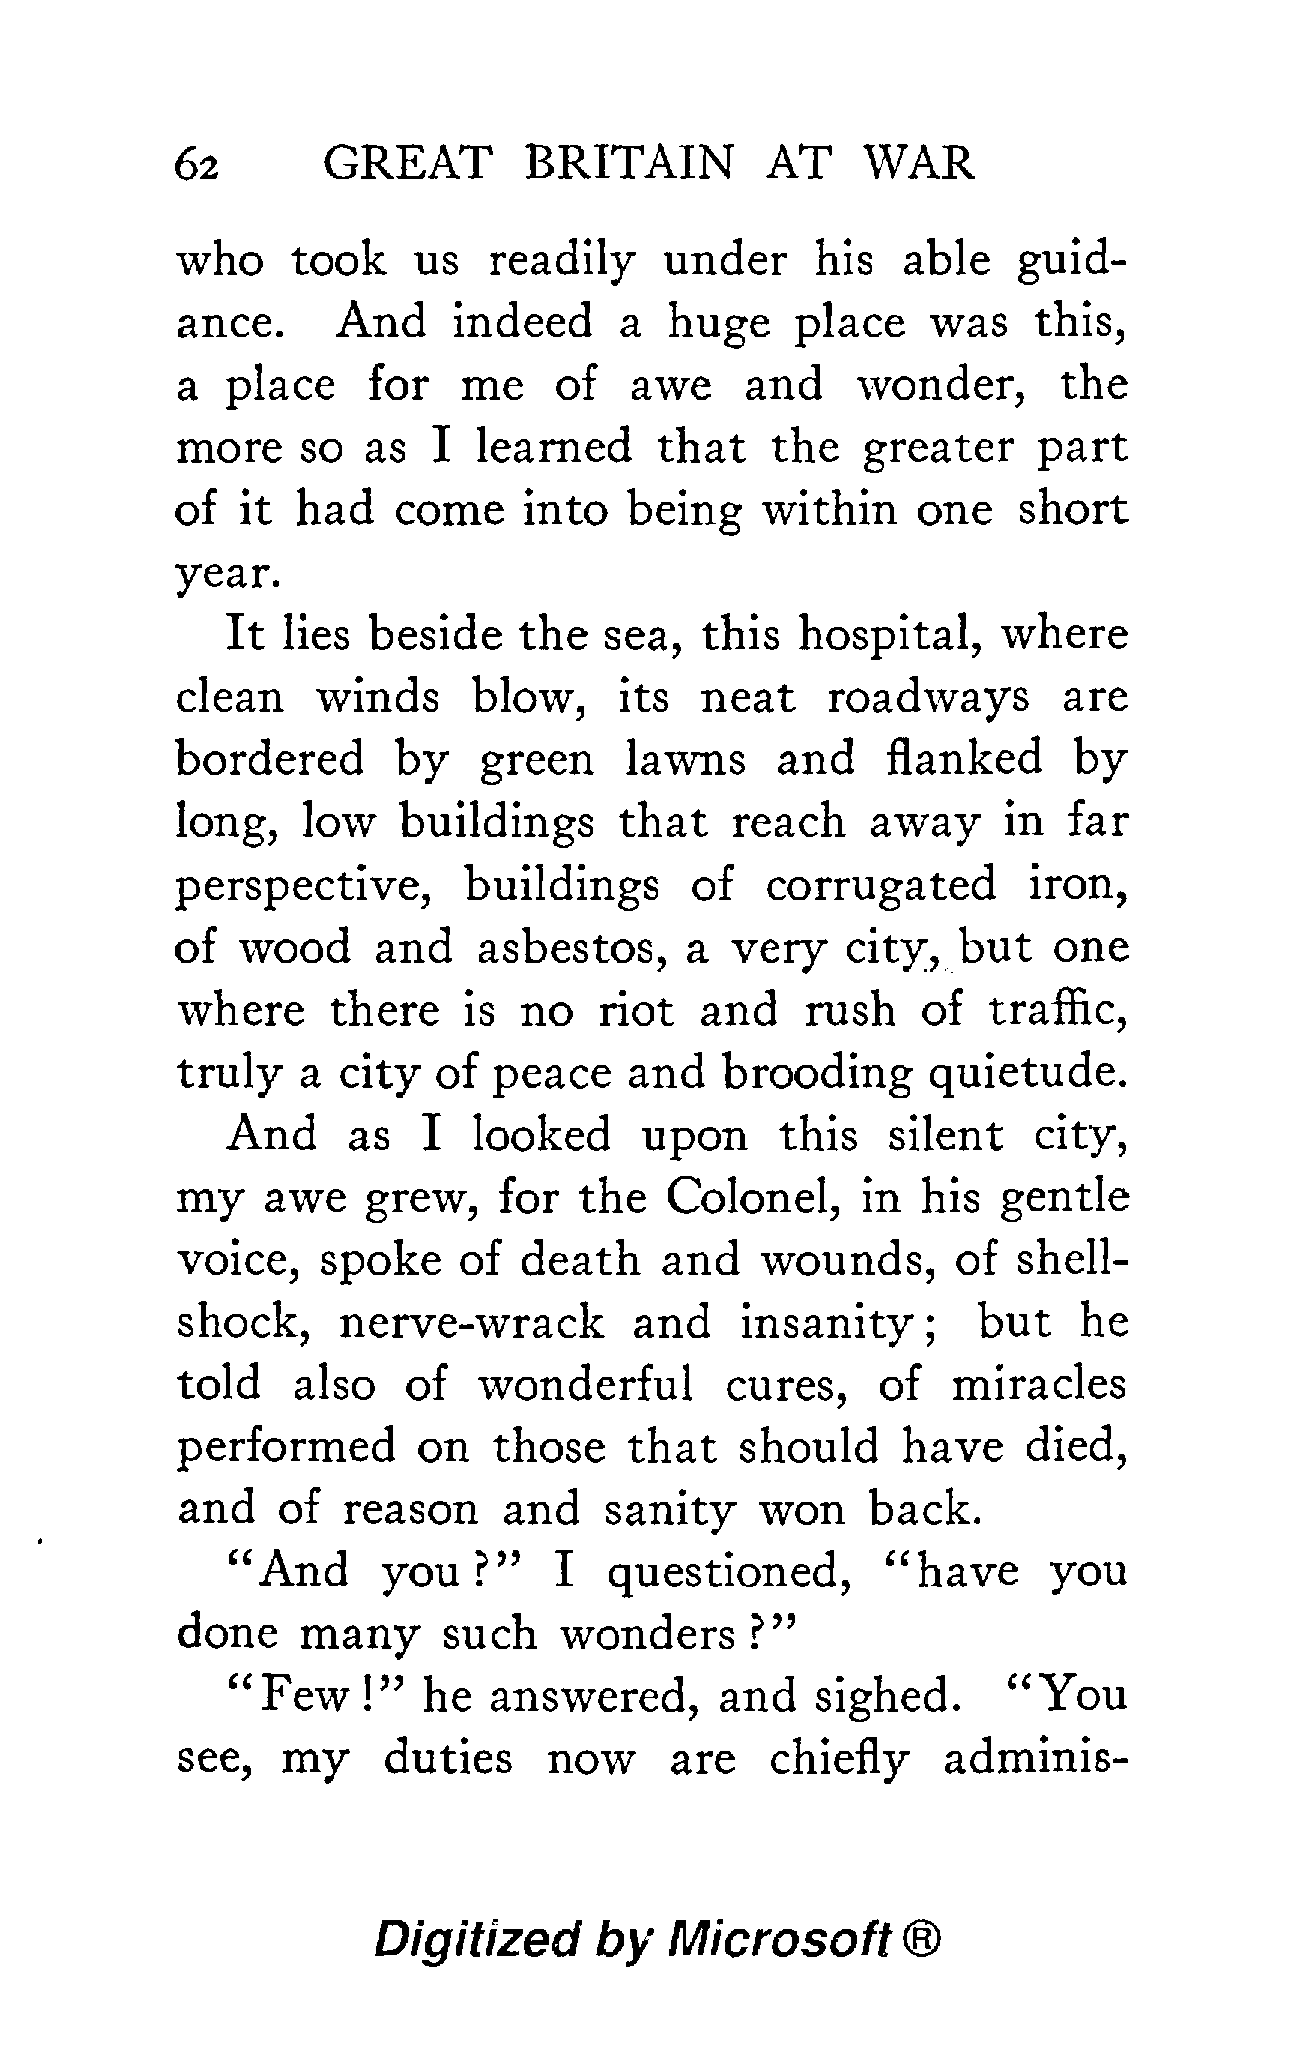 62 GREAT BRITAIN AT WAR
who took us readily under his able guid-
ance. And indeed a huge place was this,
a place for me of awe and wonder, the
more so as I learned that the greater part
of it had come into being within one short
year.
It lies beside the sea, this hospital, where
clean winds blow, its neat roadways are
bordered by green lawns and flanked by
long, low buildings that reach away in far
perspective, buildings of corrugated iron,
of wood and asbestos, a very city, but one
where there is no riot and rush of traffic,
truly a city of peace and brooding quietude.
And as I looked upon this silent city,
my awe grew, for the Colonel, in his gentle
voice, spoke of death and wounds, of shell-
shock, nerve-wrack and insanity; but he
told also of wonderful cures, of miracles
performed on those that should have died,
and of reason and sanity won back.
"And you?" I questioned, "have you
done many such wonders?"
"Few!" he answered, and sighed. "You
see, my duties now are chiefly adminis-
Digitized by Microsoft ®